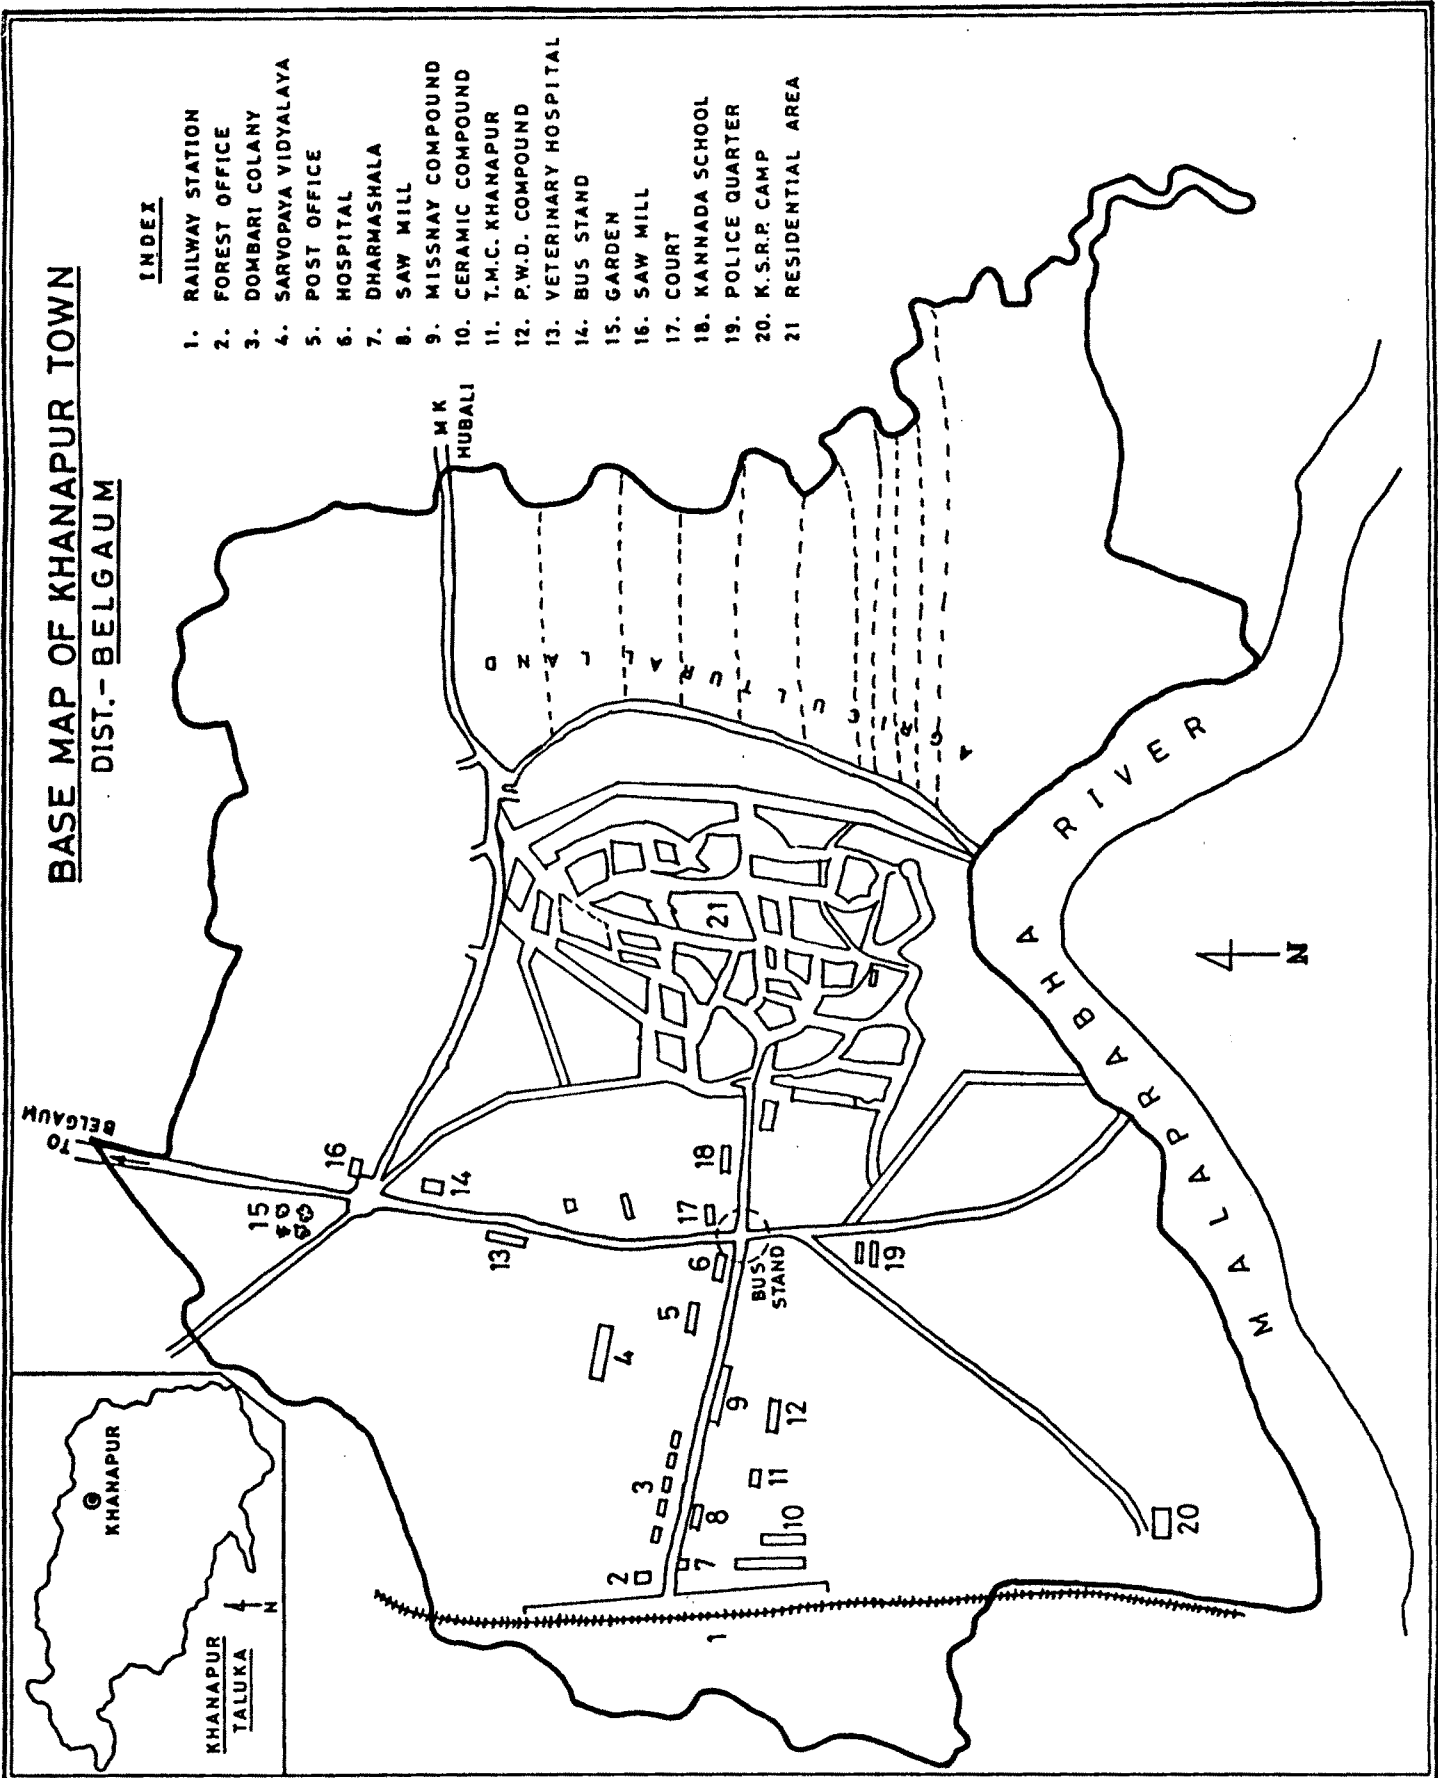 BASE MAP OF KHANAPUR TOWN
DIST.- BELGAUM
INDEX
1. RAILWAY STATION
2. FOREST OFFICE
3. DOMBARI COLANY
4. SARVOPAYA VIDYALAYA
5. POST OFFICE
6. HOSPITAL
7. DHARMASHALA
8. SAW MILL
9. MISSNAY COMPOUND
10. CERAMIC COMPOUND
11. T.M.C. KHANAPUR
12. P.W.D. COMPOUND
13. VETERINARY HOSPITAL
14. BUS STAND
15. GARDEN
16. SAW MILL
17. COURT
18. KANNADA SCHOOL
19. POLICE QUARTER
20. K.S.R.P. CAMP
21 RESIDENTIAL AREA
KHANAPUR
KHANAPUR
TALUKA
N
TO
BELGAUM
M K
HUBALI
AGRICULTURAL LAND
15
16
14
13
18
17
6
5
4
BUS
STAND
19
9
12
3
11
8
10
2
7
1
20
21
MALAPRABHA RIVER
N